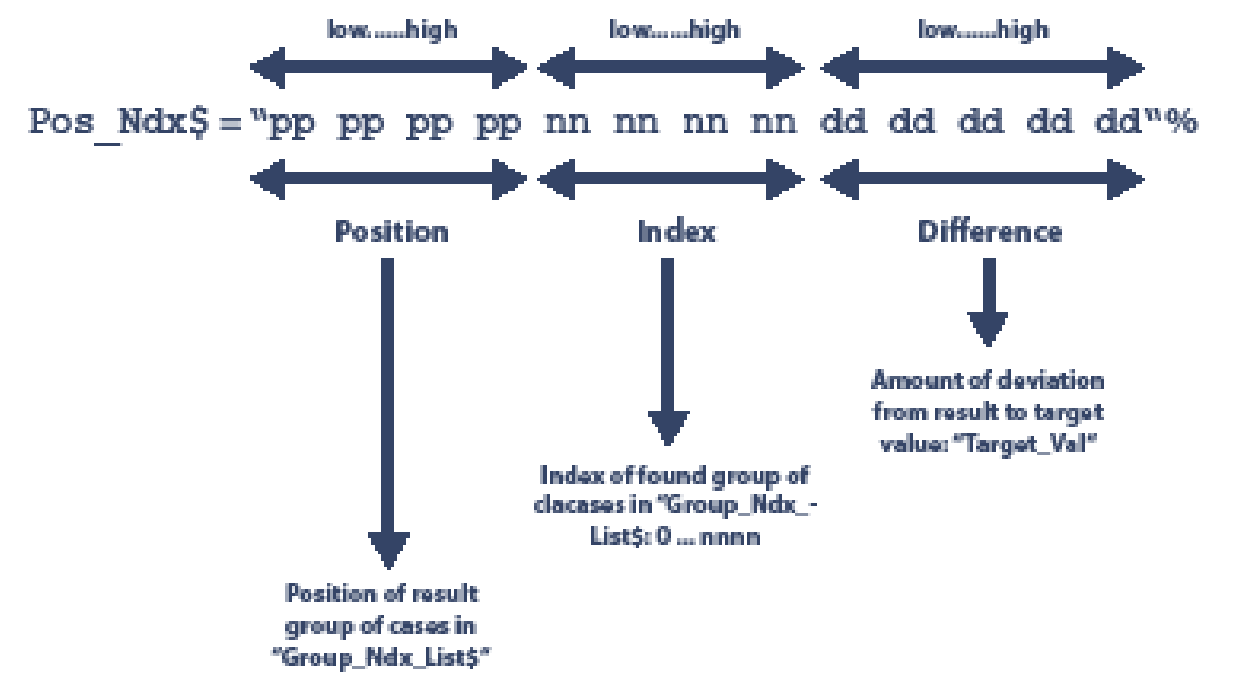 low......high low......high low......high
Pos_Ndx$ = "pp pp pp pp nn nn nn nn dd dd dd dd dd"%
Position Index Difference
Amount of deviation
from result to target
value: "Target_Val"
Index of found group of
clacases in "Group_Ndx_-
List$: 0 ... nnnn
Position of result
group of cases in
"Group_Ndx_List$"